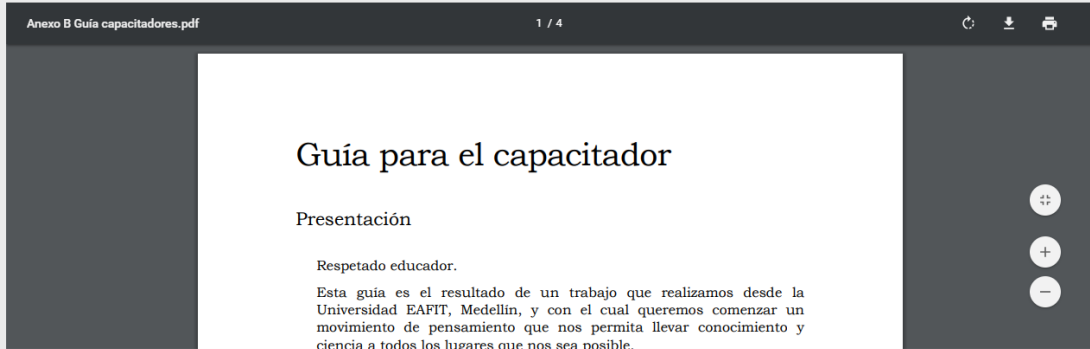 Anexo B Guía capacitadores.pdf
1 / 4
Guía para el capacitador
Presentación
Respetado educador.
Esta guía es el resultado de un trabajo que realizamos desde la
Universidad EAFIT, Medellín, y con el cual queremos comenzar un
movimiento de pensamiento que nos permita llevar conocimiento y
ciencia a todos los lugares que nos sea posible.